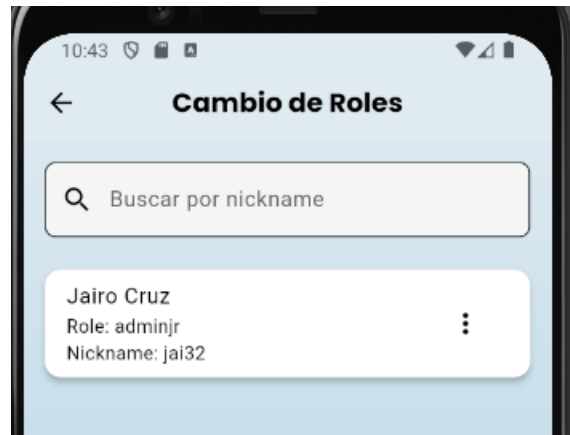 10:43
Cambio de Roles
Buscar por nickname
Jairo Cruz
Role: adminjr
Nickname: jai32